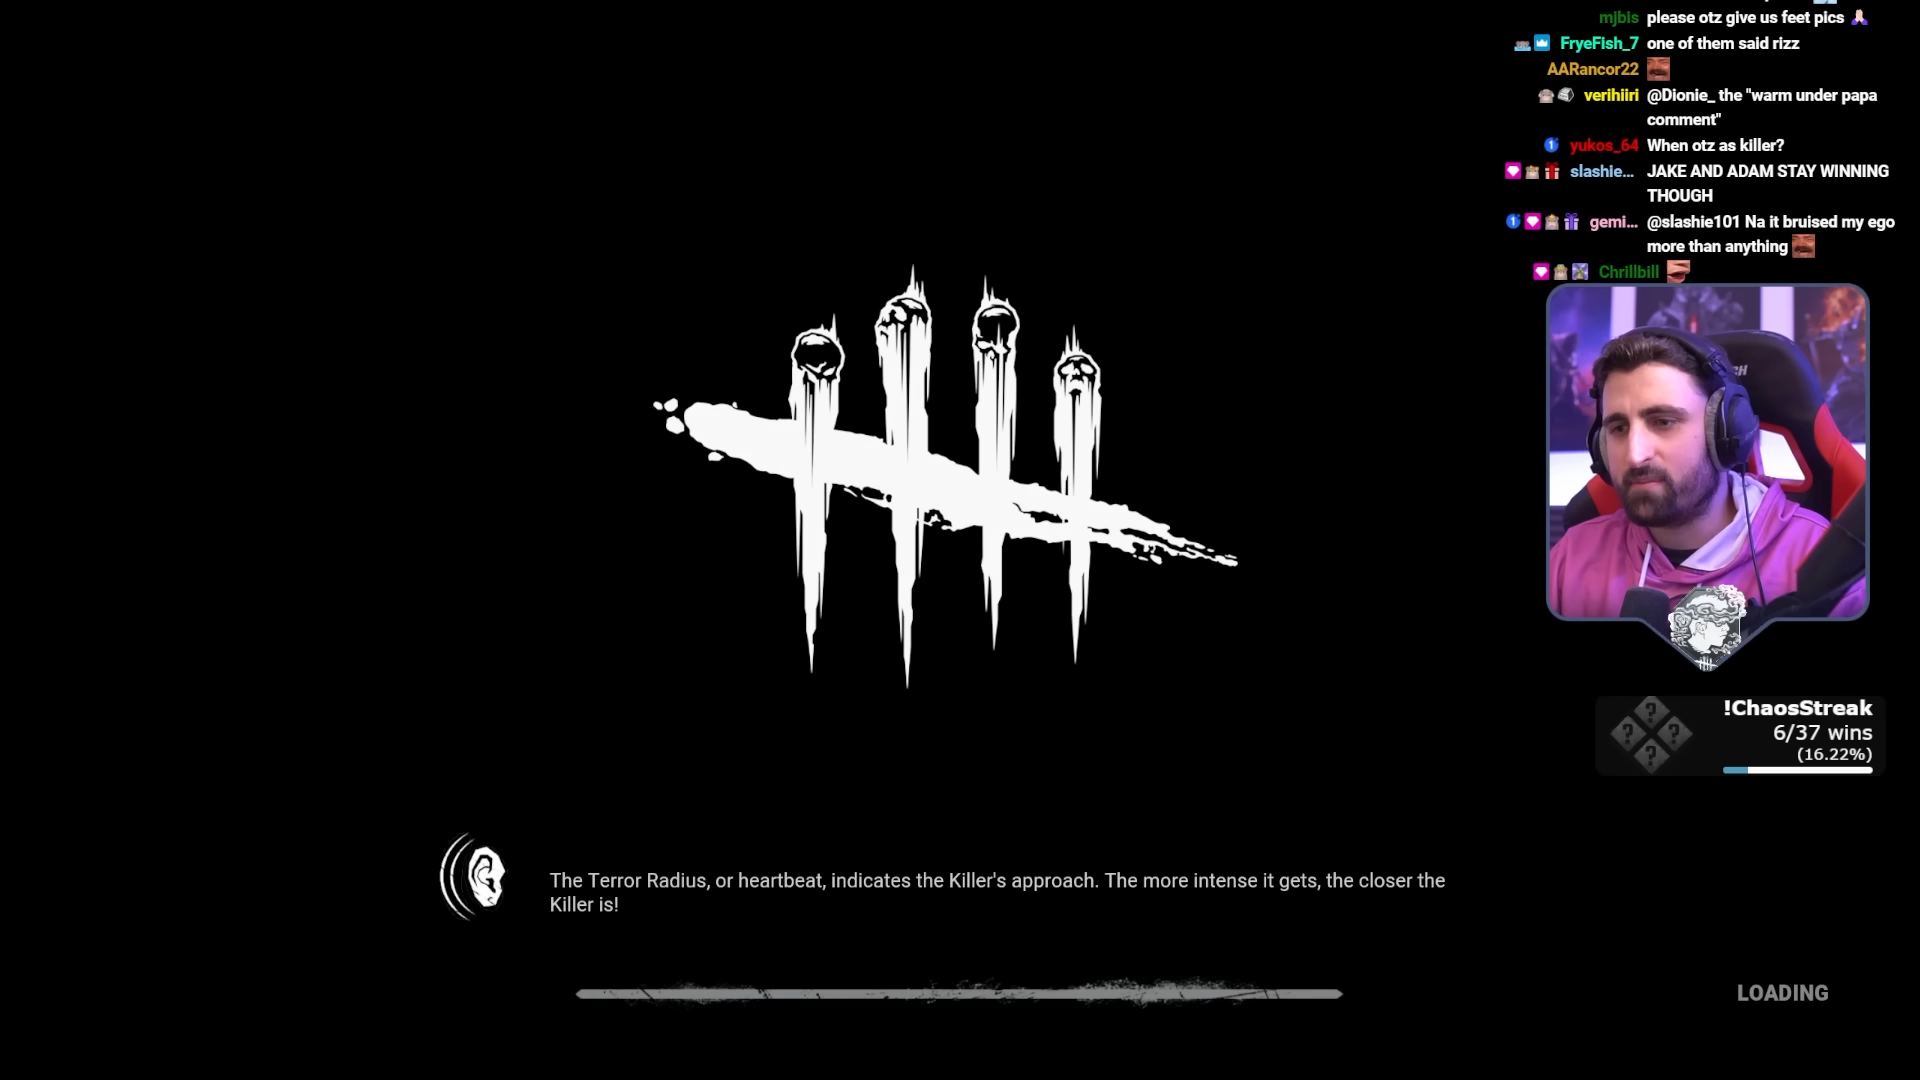 mjbis please otz give us feet pics
FryeFish_7 one of them said rizz
AARancor22
verihiiri @Dionie_ the "warm under papa
comment"
1 yukos_64 When otz as killer?
slashie... JAKE AND ADAM STAY WINNING
THOUGH
1 gemi... @slashie101 Na it bruised my ego
more than anything
Chrillbill
!ChaosStreak
? ? ? ?
6/37 wins
(16.22%)
The Terror Radius, or heartbeat, indicates the Killer's approach. The more intense it gets, the closer the
Killer is!
LOADING